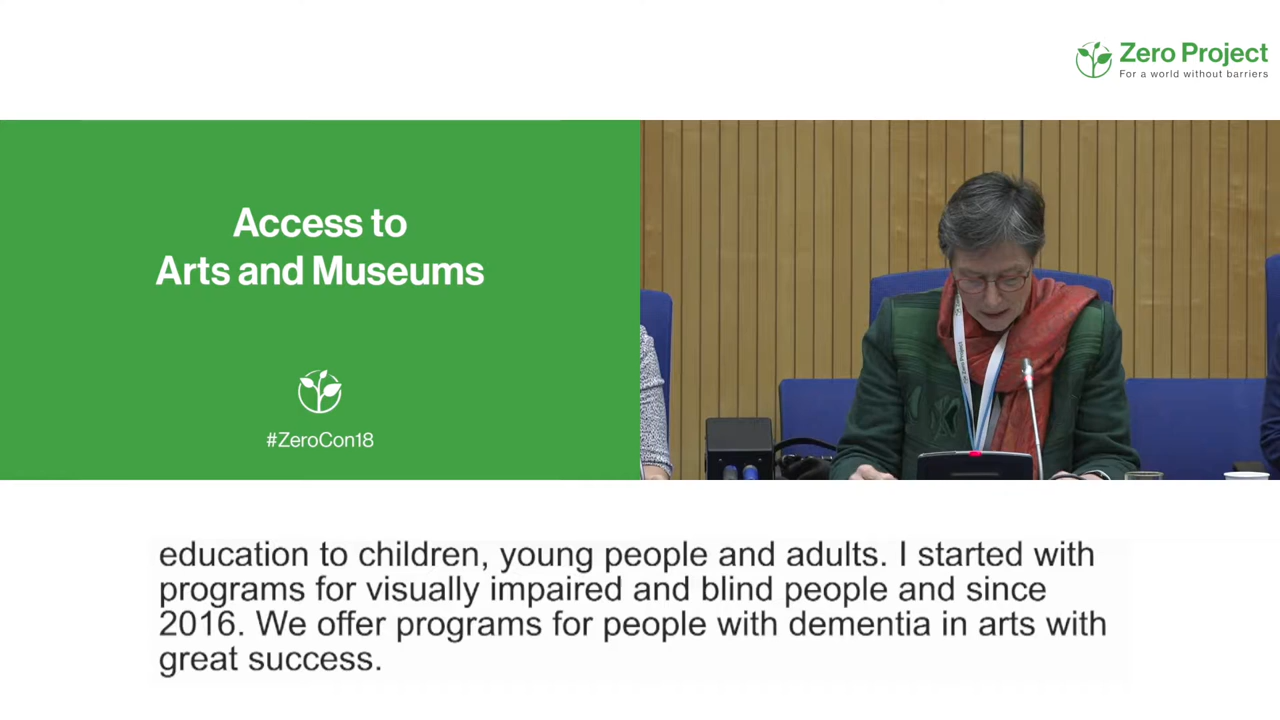 Zero Project
For a world without barriers
Access to
Arts and Museums
#ZeroCon18
education to children, young people and adults. I started with
programs for visually impaired and blind people and since
2016. We offer programs for people with dementia in arts with
great success.